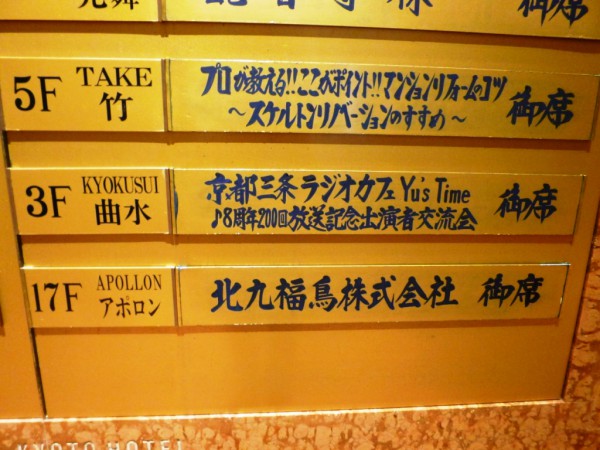 5F TAKE 竹 プロが教える!!ここがポイント!!マンションリフォームのコツ 御席
～スケルトンリノベーションのすすめ～
3F KYOKUSUI 曲水 京都三条ラジオカフェ Yu's Time 御席
♪8周年200回放送記念出演者交流会
17F APOLLON アポロン 北九福鳥株式会社 御席
KYOTO HOTEL